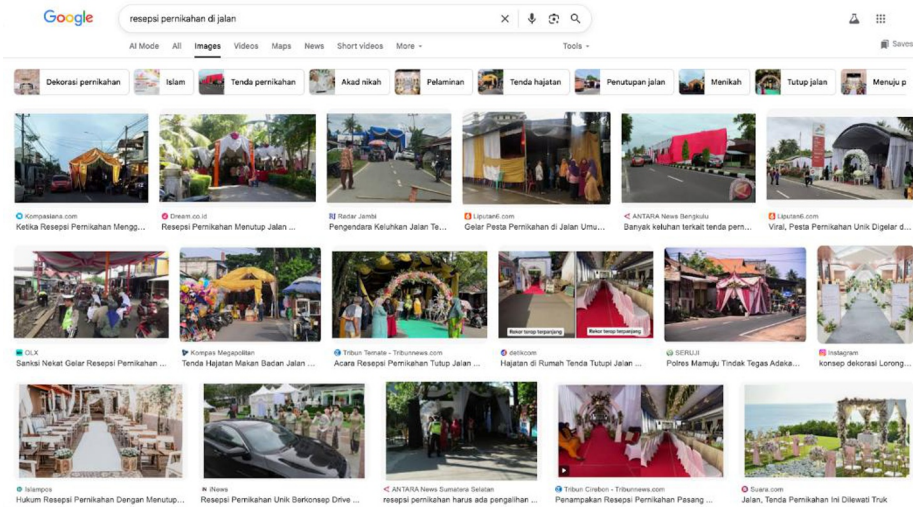 Google
resepsi pernikahan di jalan
AI Mode All Images Videos Maps News Short videos More Tools
Saves
Dekorasi pernikahan Islam Tenda pernikahan Akad nikah Pelaminan Tenda hajatan Penutupan jalan Menikah Tutup jalan Menuju p
Kompasiana.com Dream.co.id Radar Jambi Liputan6.com ANTARA News Bengkulu Liputan6.com
Ketika Resepsi Pernikahan Mengg... Resepsi Pernikahan Menutup Jalan ... Pengendara Keluhkan Jalan Te... Gelar Pesta Pernikahan di Jalan Umu... Banyak keluhan terkait tenda pern... Viral, Pesta Pernikahan Unik Digelar d...
Rekor terop terpanjang Rekor terop terpanjang
OLX Kompas Megapolitan Tribun Ternate - Tribunnews.com detikcom SERUJI Instagram
Sanksi Nekat Gelar Resepsi Pernikahan ... Tenda Hajatan Makan Badan Jalan ... Acara Resepsi Pernikahan Tutup Jalan ... Hajatan di Rumah Tenda Tutupi Jalan ... Polres Mamuju Tindak Tegas Adaka... konsep dekorasi Lorong...
Islampos iNews ANTARA News Sumatera Selatan Tribun Cirebon - Tribunnews.com Suara.com
Hukum Resepsi Pernikahan Dengan Menutup... Resepsi Pernikahan Unik Berkonsep Drive ... resepsi pernikahan harus ada pengalihan ... Penampakan Resepsi Pernikahan Pasang ... Jalan, Tenda Pernikahan Ini Dilewati Truk